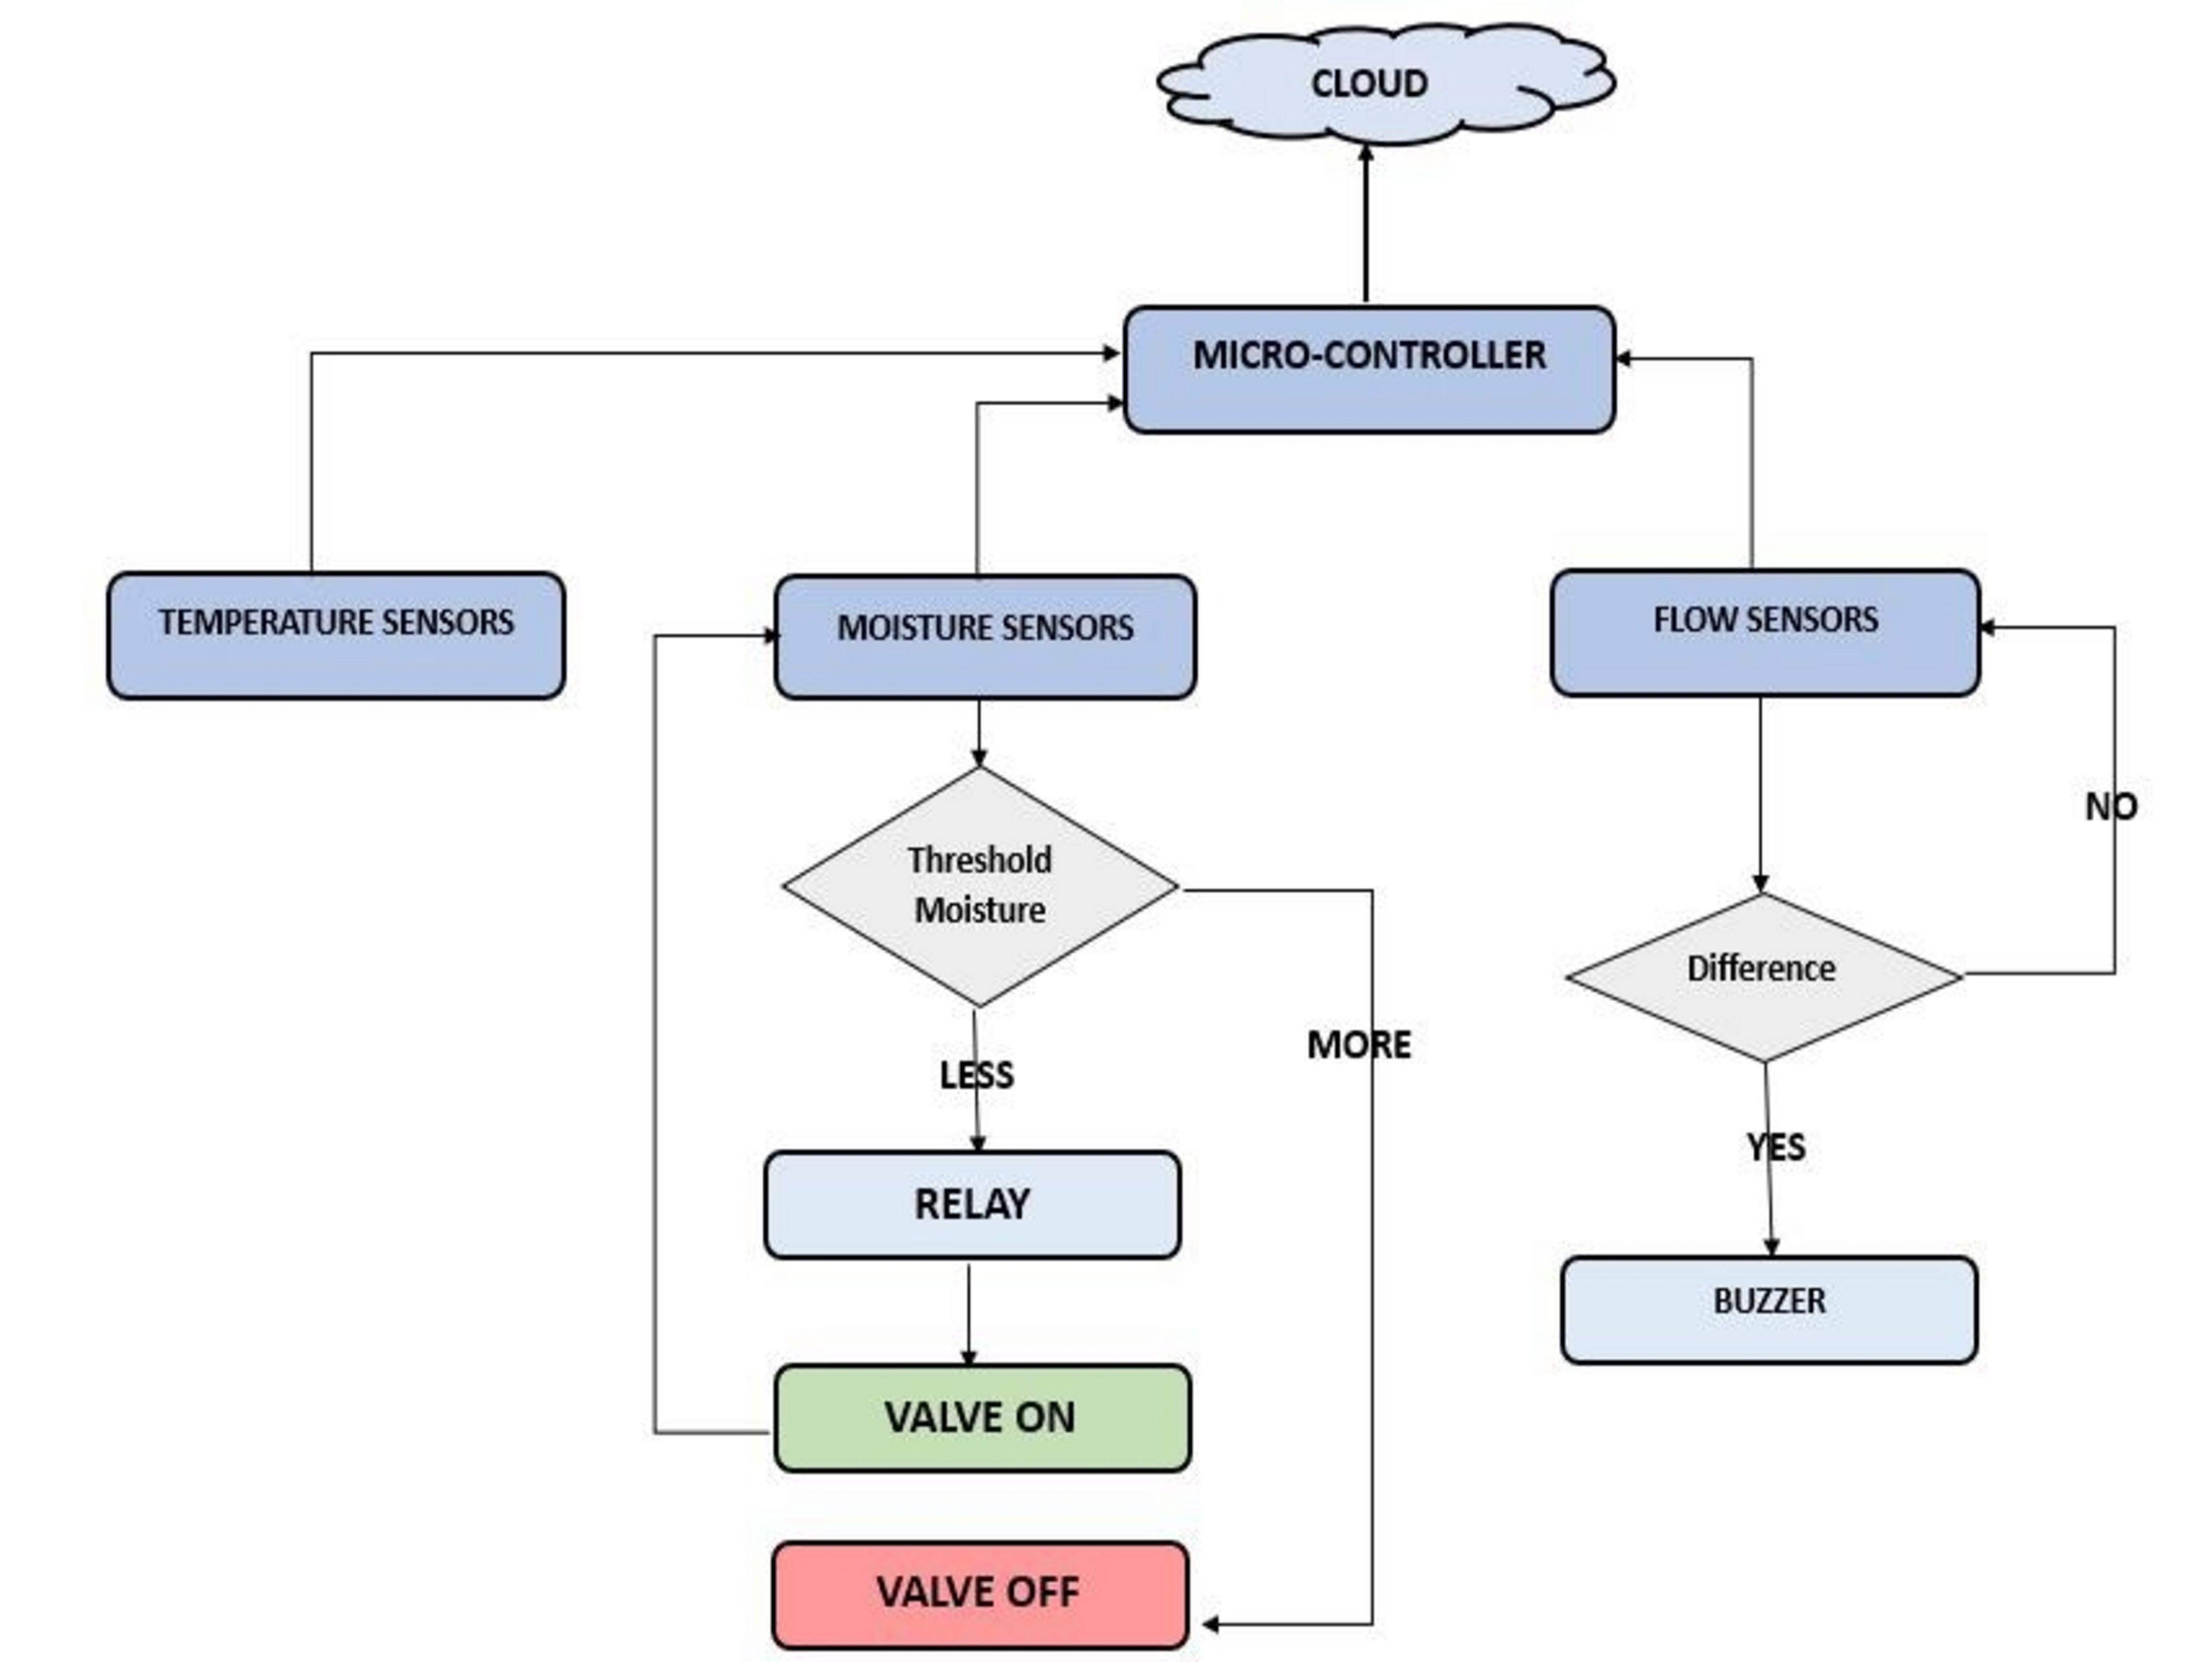 CLOUD
MICRO-CONTROLLER
TEMPERATURE SENSORS
MOISTURE SENSORS
FLOW SENSORS
Threshold
Moisture
NO
Difference
MORE
LESS
YES
RELAY
BUZZER
VALVE ON
VALVE OFF